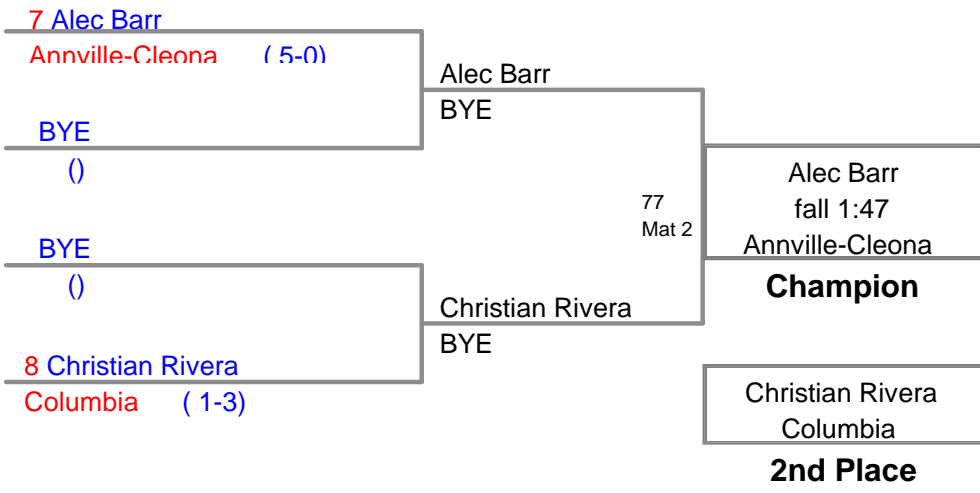 7 Alec Barr
Annville-Cleona ( 5-0)
Alec Barr
BYE
BYE
()
Alec Barr
fall 1:47
Annville-Cleona
77
Mat 2
BYE
()
Champion
Christian Rivera
BYE
8 Christian Rivera
Columbia ( 1-3)
Christian Rivera
Columbia
2nd Place